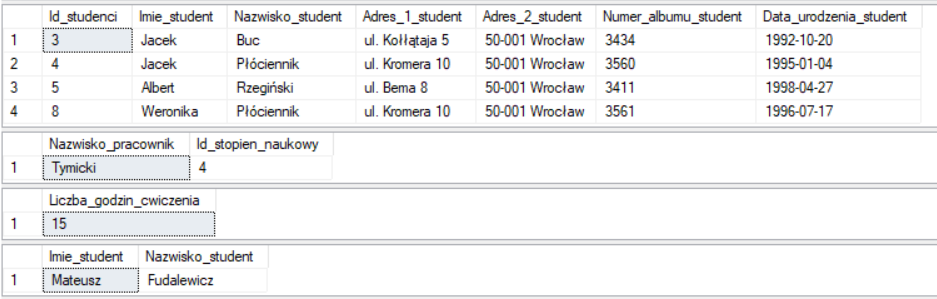 Id_studenci Imie_student Nazwisko_student Adres_1_student Adres_2_student Numer_albumu_student Data_urodzenia_student
1 3 Jacek Buc ul. Kołłątaja 5 50-001 Wrocław 3434 1992-10-20
2 4 Jacek Płóciennik ul. Kromera 10 50-001 Wrocław 3560 1995-01-04
3 5 Albert Rzegiński ul. Bema 8 50-001 Wrocław 3411 1998-04-27
4 8 Weronika Płóciennik ul. Kromera 10 50-001 Wrocław 3561 1996-07-17
Nazwisko_pracownik Id_stopien_naukowy
1 Tymicki 4
Liczba_godzin_cwiczenia
1 15
Imie_student Nazwisko_student
1 Mateusz Fudalewicz